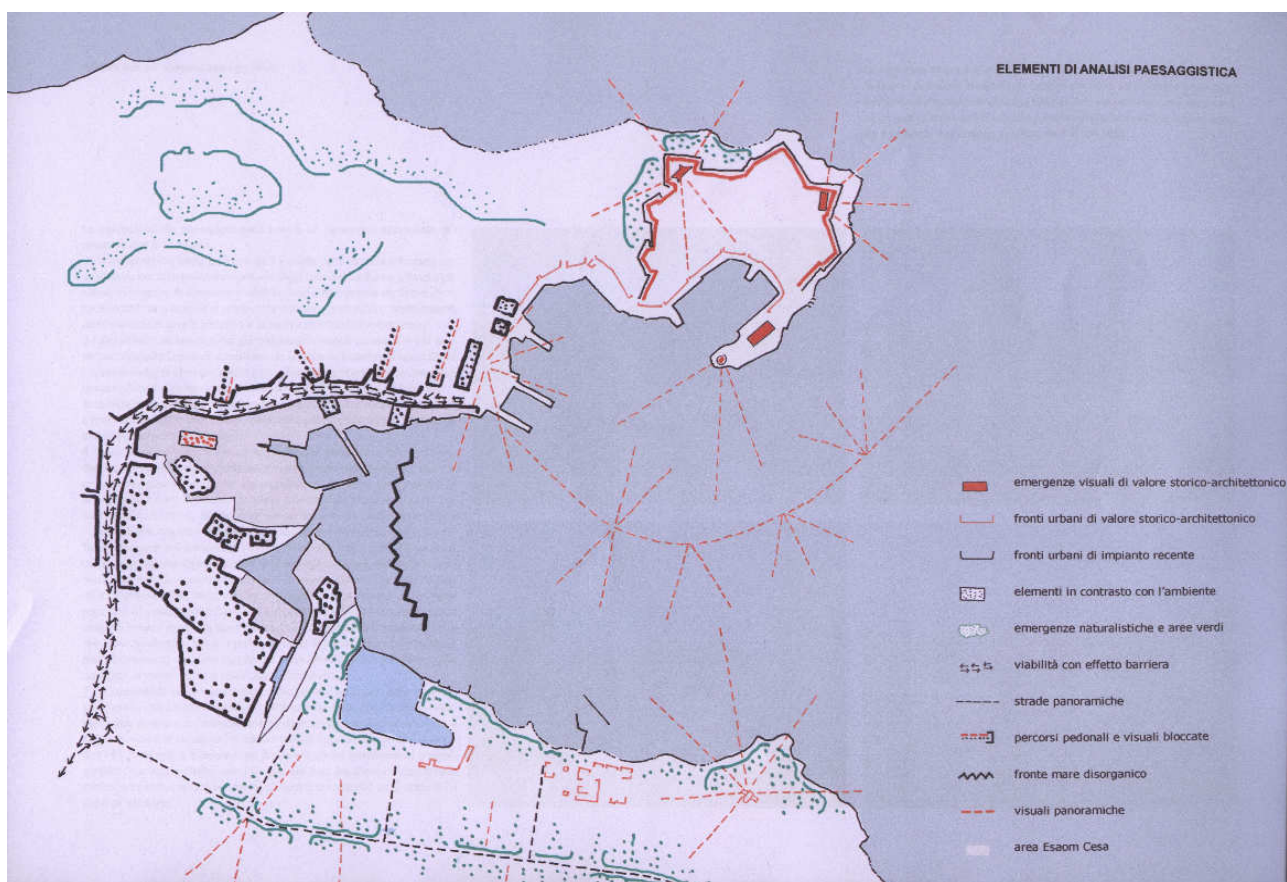 ELEMENTI DI ANALISI PAESAGGISTICA
emergenze visuali di valore storico-architettonico
fronti urbani di valore storico-architettonico
fronti urbani di impianto recente
elementi in contrasto con l'ambiente
emergenze naturalistiche e aree verdi
viabilità con effetto barriera
strade panoramiche
percorsi pedonali e visuali bloccate
fronte mare disorganico
visuali panoramiche
area Esaom Cesa